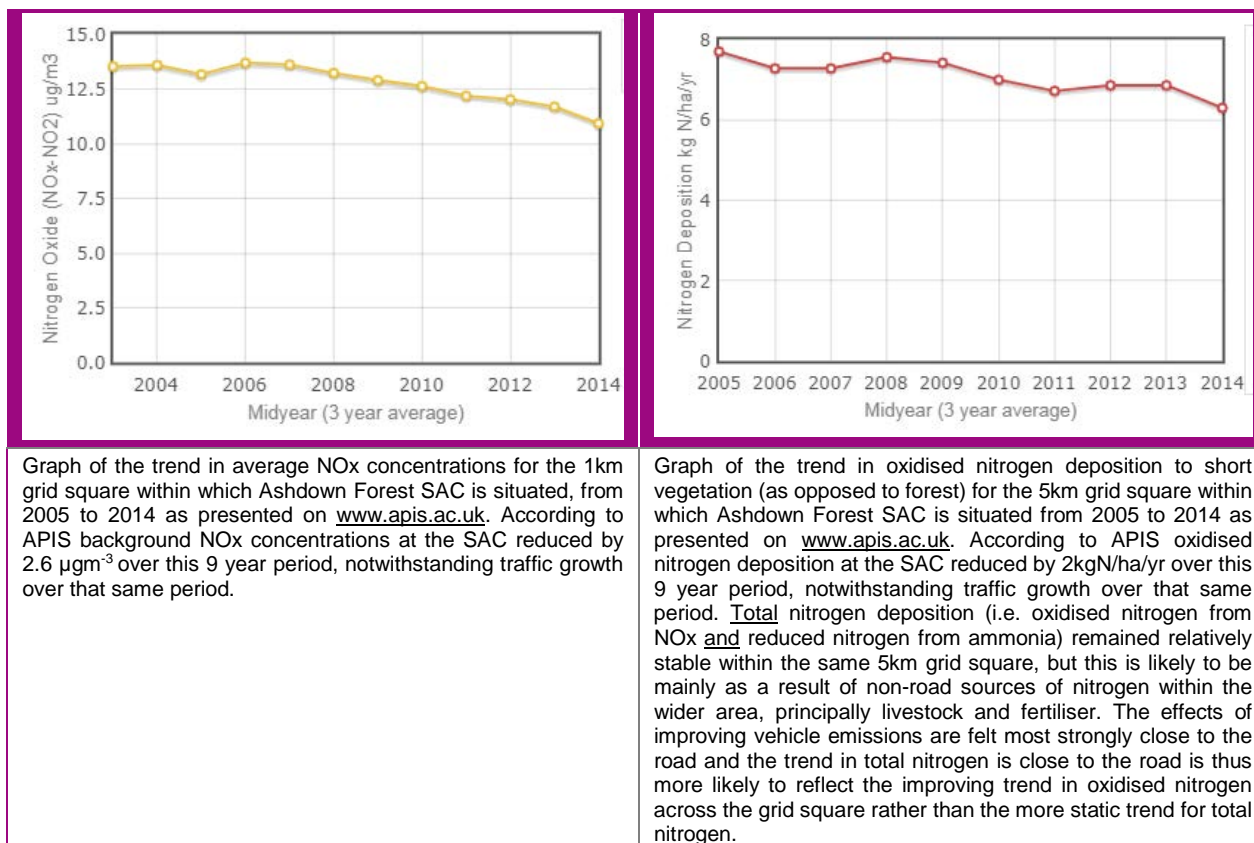 15.0
12.5
10.0
7.5
5.0
2.5
0.0
Nitrogen Oxide (NOx-NO2) ug/m3
2004 2006 2008 2010 2012 2014
Midyear (3 year average)
8
6
4
2
0
Nitrogen Deposition kg N/ha/yr
2005 2006 2007 2008 2009 2010 2011 2012 2013 2014
Midyear (3 year average)
Graph of the trend in average NOx concentrations for the 1km
grid square within which Ashdown Forest SAC is situated, from
2005 to 2014 as presented on www.apis.ac.uk. According to
APIS background NOx concentrations at the SAC reduced by
2.6 µgm-3 over this 9 year period, notwithstanding traffic growth
over that same period.
Graph of the trend in oxidised nitrogen deposition to short
vegetation (as opposed to forest) for the 5km grid square within
which Ashdown Forest SAC is situated from 2005 to 2014 as
presented on www.apis.ac.uk. According to APIS oxidised
nitrogen deposition at the SAC reduced by 2kgN/ha/yr over this
9 year period, notwithstanding traffic growth over that same
period. Total nitrogen deposition (i.e. oxidised nitrogen from
NOx and reduced nitrogen from ammonia) remained relatively
stable within the same 5km grid square, but this is likely to be
mainly as a result of non-road sources of nitrogen within the
wider area, principally livestock and fertiliser. The effects of
improving vehicle emissions are felt most strongly close to the
road and the trend in total nitrogen is close to the road is thus
more likely to reflect the improving trend in oxidised nitrogen
across the grid square rather than the more static trend for total
nitrogen.